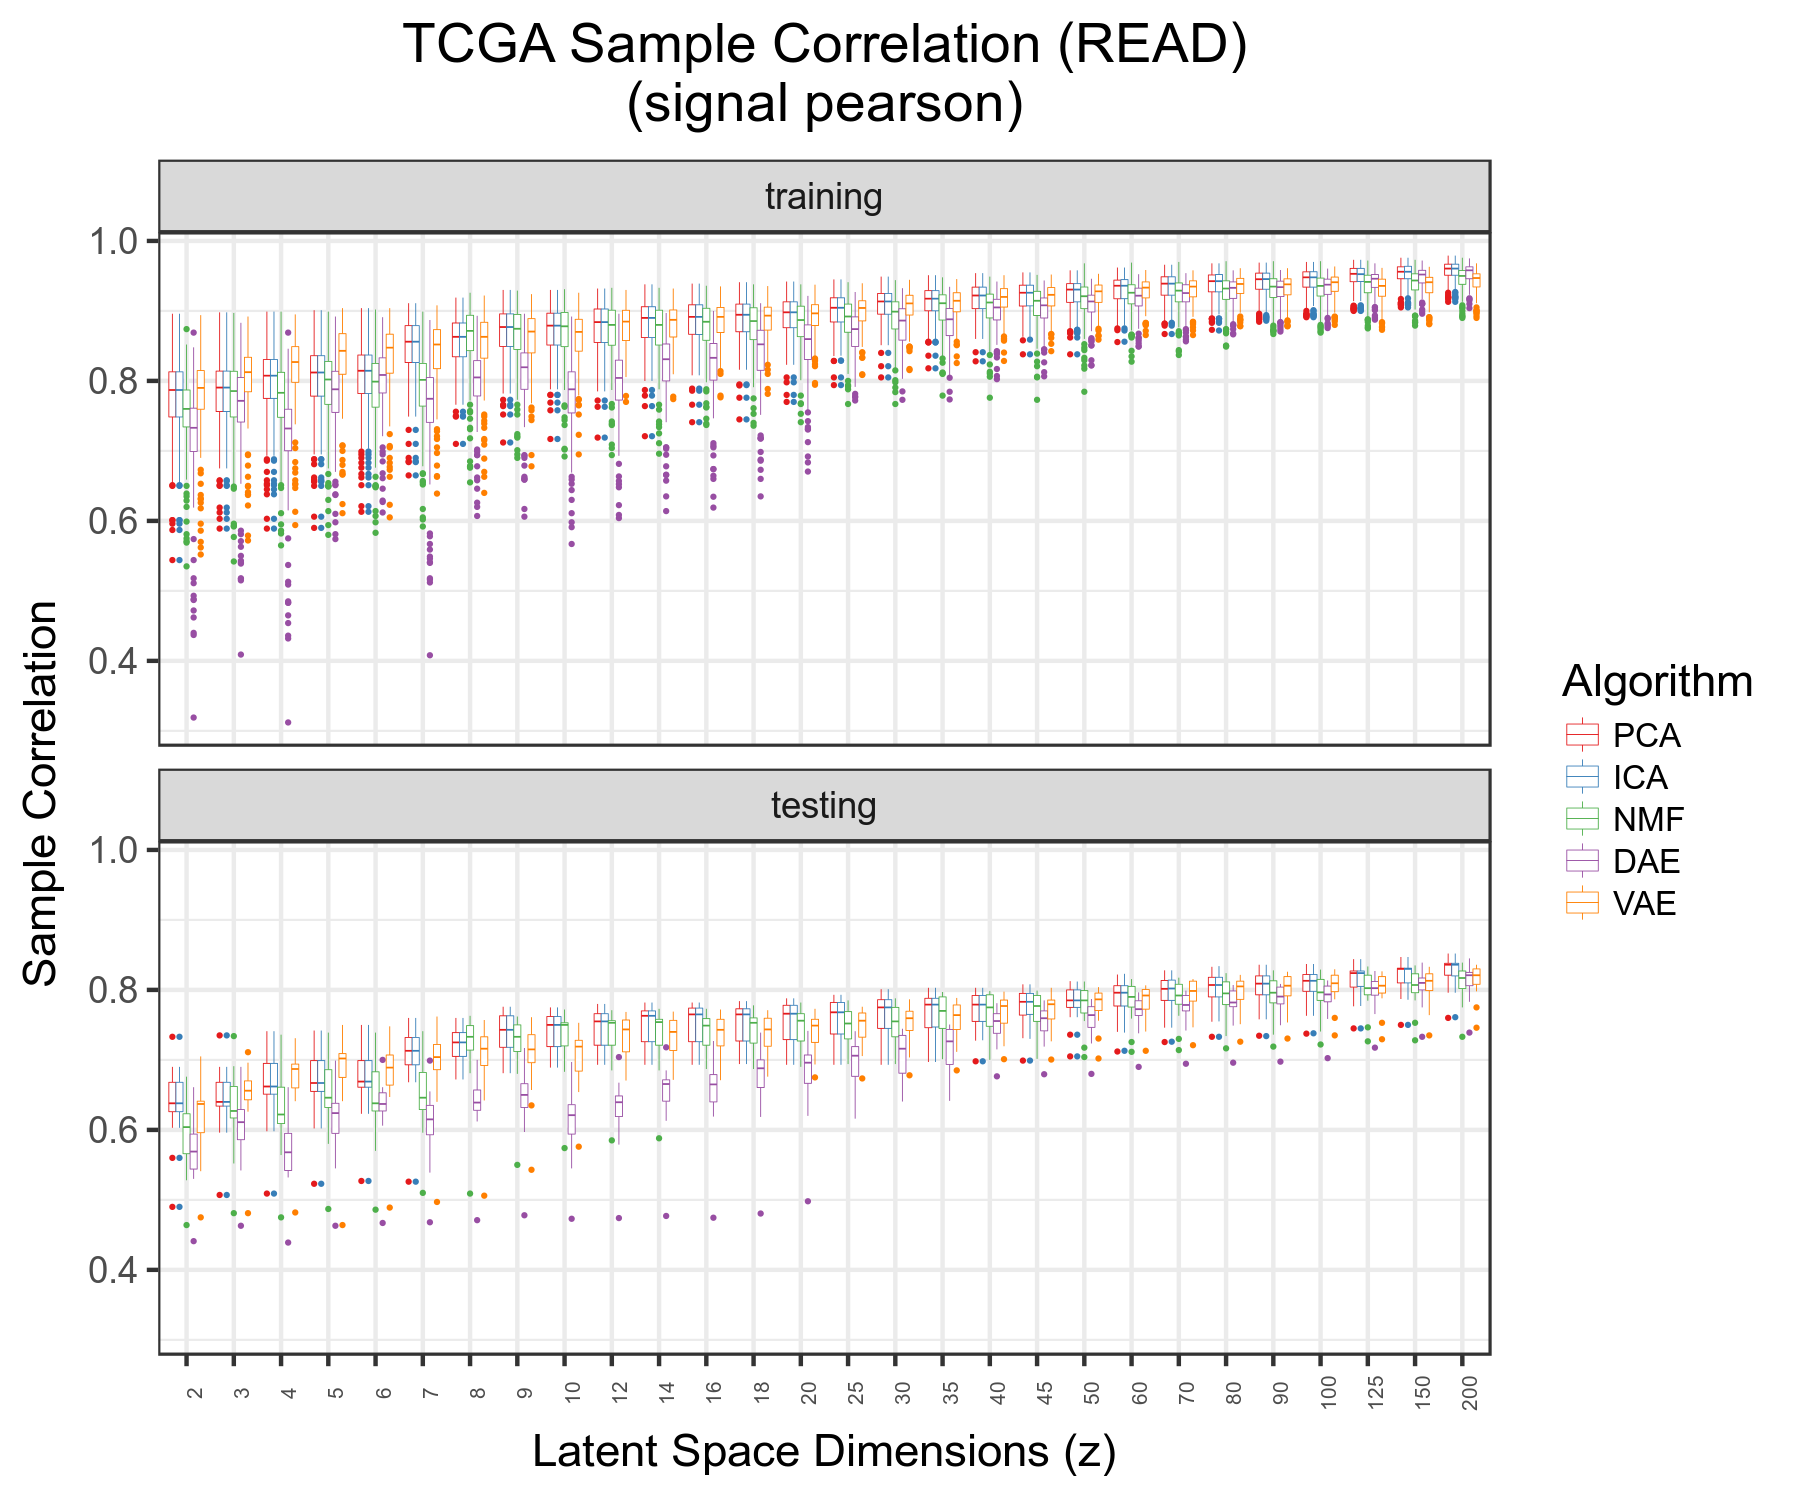 TCGA Sample Correlation (READ)
(signal pearson)
training
1.0
0.8
0.6
0.4
testing
1.0
0.8
0.6
0.4
Sample Correlation
2 3 4 5 6 7 8 9 10 12 14 16 18 20 25 30 35 40 45 50 60 70 80 90 100 125 150 200
Latent Space Dimensions (z)
Algorithm
PCA
ICA
NMF
DAE
VAE